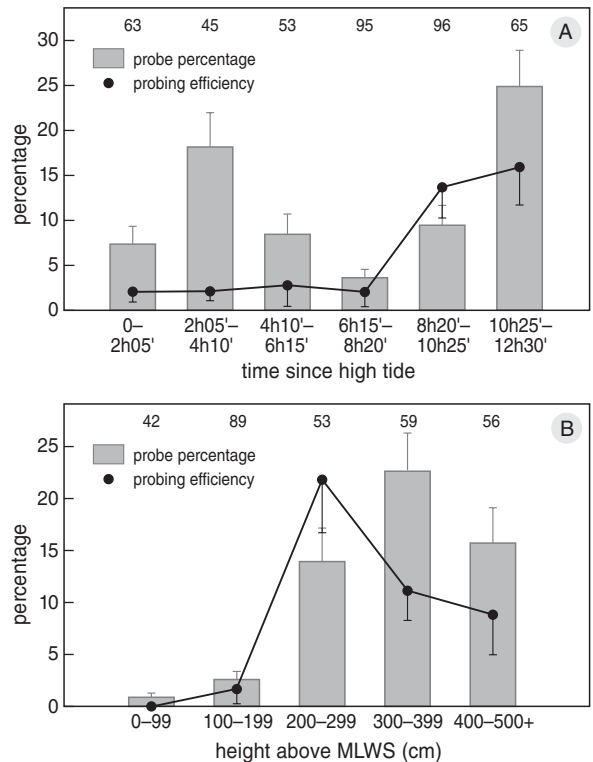 63 45 53 95 96 65
A
30
25
20
15
10
5
0
percentage
probe percentage
probing efficiency
0– 2h05'– 4h10'– 6h15'– 8h20'– 10h25'–
2h05' 4h10' 6h15' 8h20' 10h25' 12h30'
time since high tide
42 89 53 59 56
B
25
20
15
10
5
0
percentage
probe percentage
probing efficiency
0–99 100–199 200–299 300–399 400–500+
height above MLWS (cm)